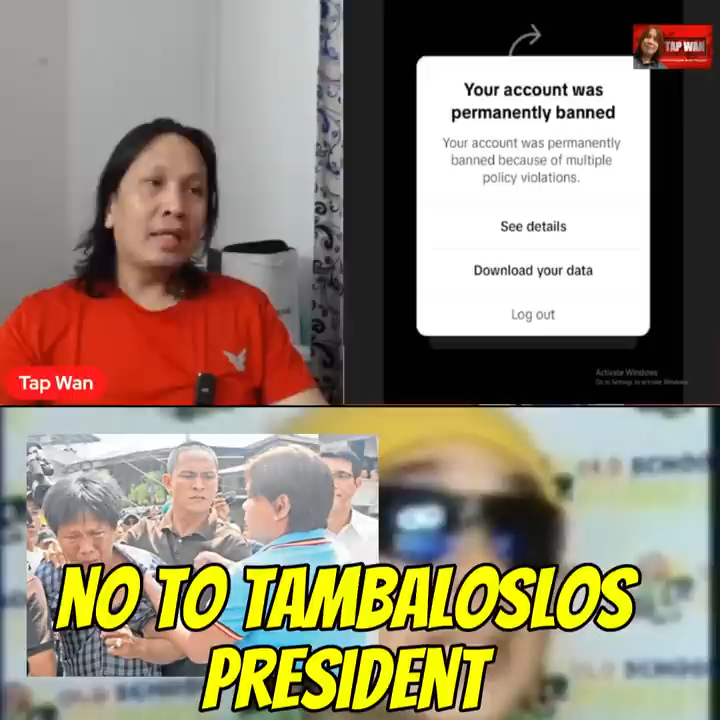 TAP WAN
Your account was
permanently banned
Your account was permanently
banned because of multiple
policy violations.
See details
Download your data
Log out
Activate Windows
Go to Settings to activate Windows.
Tap Wan
OLD SCHOOL
NO TO TAMBALOSLOS
PRESIDENT